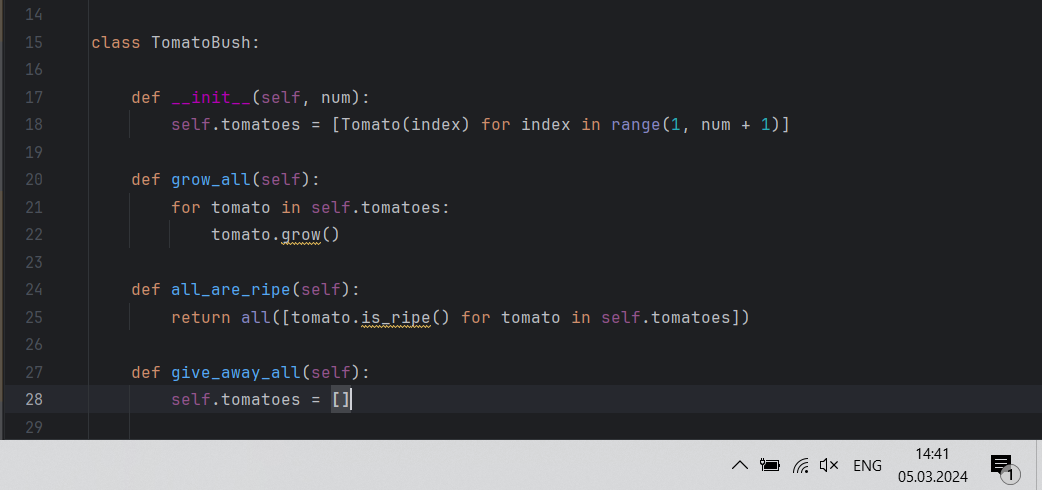 14
15 class TomatoBush:
16
17 def __init__(self, num):
18 self.tomatoes = [Tomato(index) for index in range(1, num + 1)]
19
20 def grow_all(self):
21 for tomato in self.tomatoes:
22 tomato.grow()
23
24 def all_are_ripe(self):
25 return all([tomato.is_ripe() for tomato in self.tomatoes])
26
27 def give_away_all(self):
28 self.tomatoes = []
29
ENG
14:41
05.03.2024
1